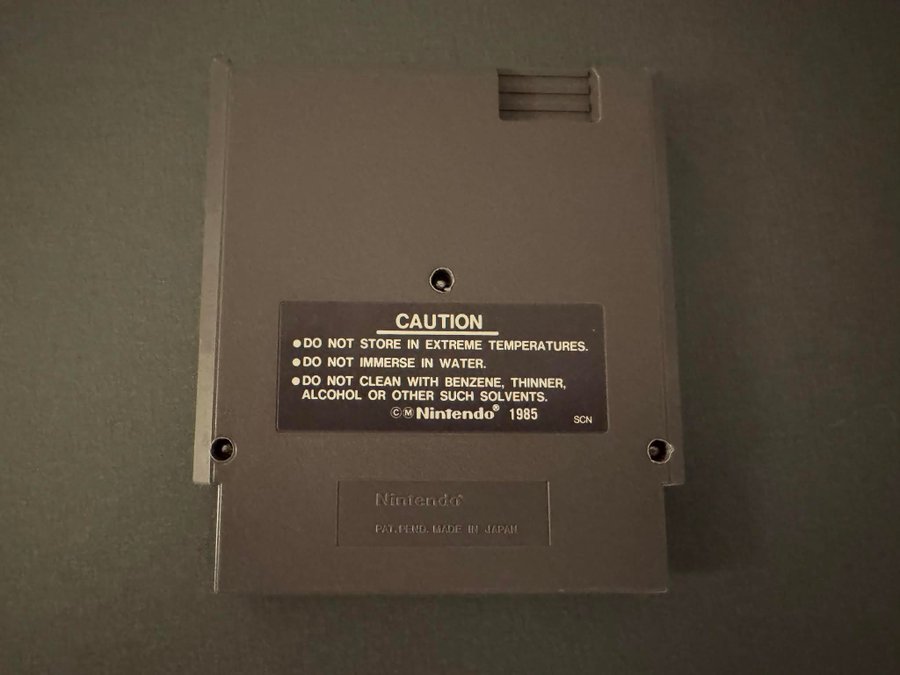 CAUTION
●DO NOT STORE IN EXTREME TEMPERATURES.
●DO NOT IMMERSE IN WATER.
●DO NOT CLEAN WITH BENZENE, THINNER,
ALCOHOL OR OTHER SUCH SOLVENTS.
©Ⓜ Nintendo® 1985
SCN
Nintendo®
PAT. PEND. MADE IN JAPAN